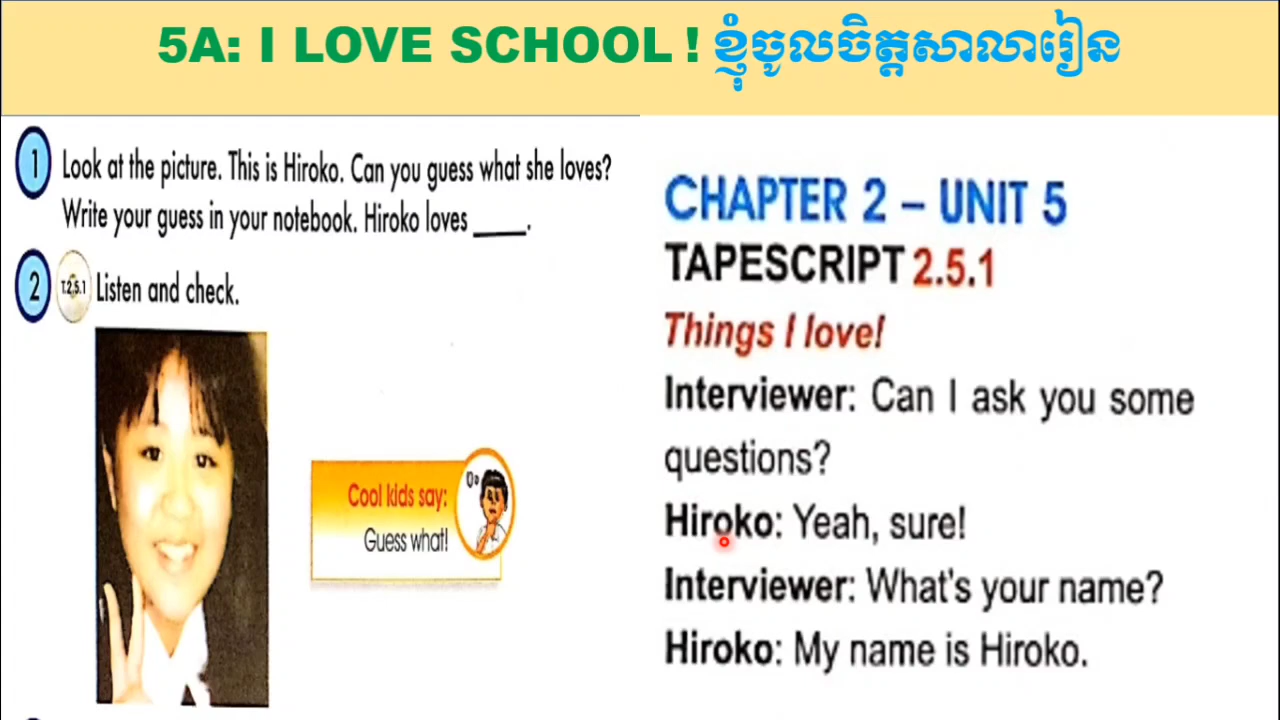 5A: I LOVE SCHOOL ! ខ្ញុំចូលចិត្តសាលារៀន
1 Look at the picture. This is Hiroko. Can you guess what she loves?
Write your guess in your notebook. Hiroko loves ____.
2 T.2.5.1 Listen and check.
Cool kids say:
Guess what!
CHAPTER 2 – UNIT 5
TAPESCRIPT 2.5.1
Things I love!
Interviewer: Can I ask you some
questions?
Hiroko: Yeah, sure!
Interviewer: What's your name?
Hiroko: My name is Hiroko.